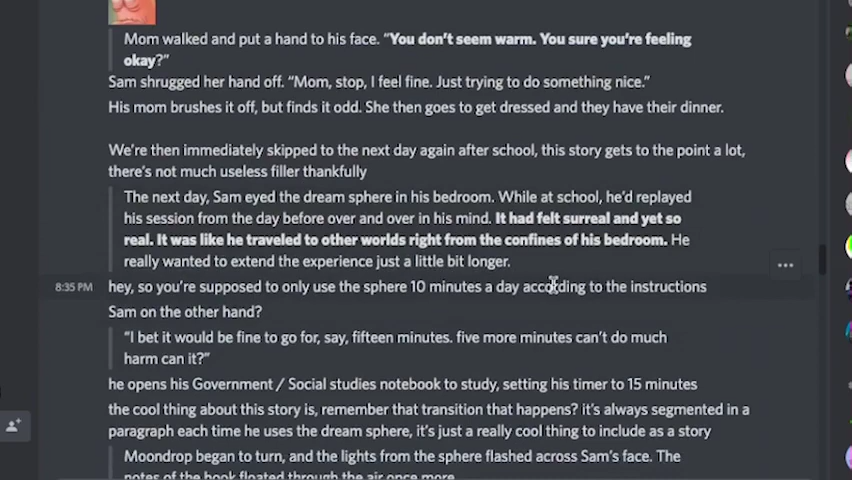 Mom walked and put a hand to his face. “You don’t seem warm. You sure you’re feeling
okay?”
Sam shrugged her hand off. “Mom, stop, I feel fine. Just trying to do something nice.”
His mom brushes it off, but finds it odd. She then goes to get dressed and they have their dinner.
We’re then immediately skipped to the next day again after school, this story gets to the point a lot,
there’s not much useless filler thankfully
The next day, Sam eyed the dream sphere in his bedroom. While at school, he’d replayed
his session from the day before over and over in his mind. It had felt surreal and yet so
real. It was like he traveled to other worlds right from the confines of his bedroom. He
really wanted to extend the experience just a little bit longer.
8:35 PM hey, so you’re supposed to only use the sphere 10 minutes a day according to the instructions
Sam on the other hand?
“I bet it would be fine to go for, say, fifteen minutes. five more minutes can’t do much
harm can it?”
he opens his Government / Social studies notebook to study, setting his timer to 15 minutes
the cool thing about this story is, remember that transition that happens? it’s always segmented in a
paragraph each time he uses the dream sphere, it’s just a really cool thing to include as a story
Moondrop began to turn, and the lights from the sphere flashed across Sam’s face. The
notes of the book floated through the air once more